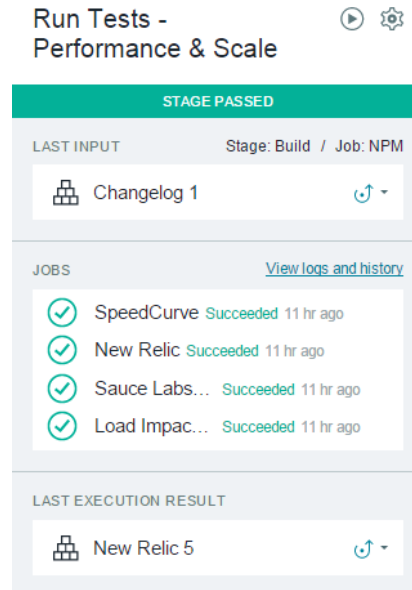 Run Tests -
Performance & Scale
STAGE PASSED
LAST INPUT Stage: Build / Job: NPM
Changelog 1
JOBS View logs and history
SpeedCurve Succeeded 11 hr ago
New Relic Succeeded 11 hr ago
Sauce Labs... Succeeded 11 hr ago
Load Impac... Succeeded 11 hr ago
LAST EXECUTION RESULT
New Relic 5